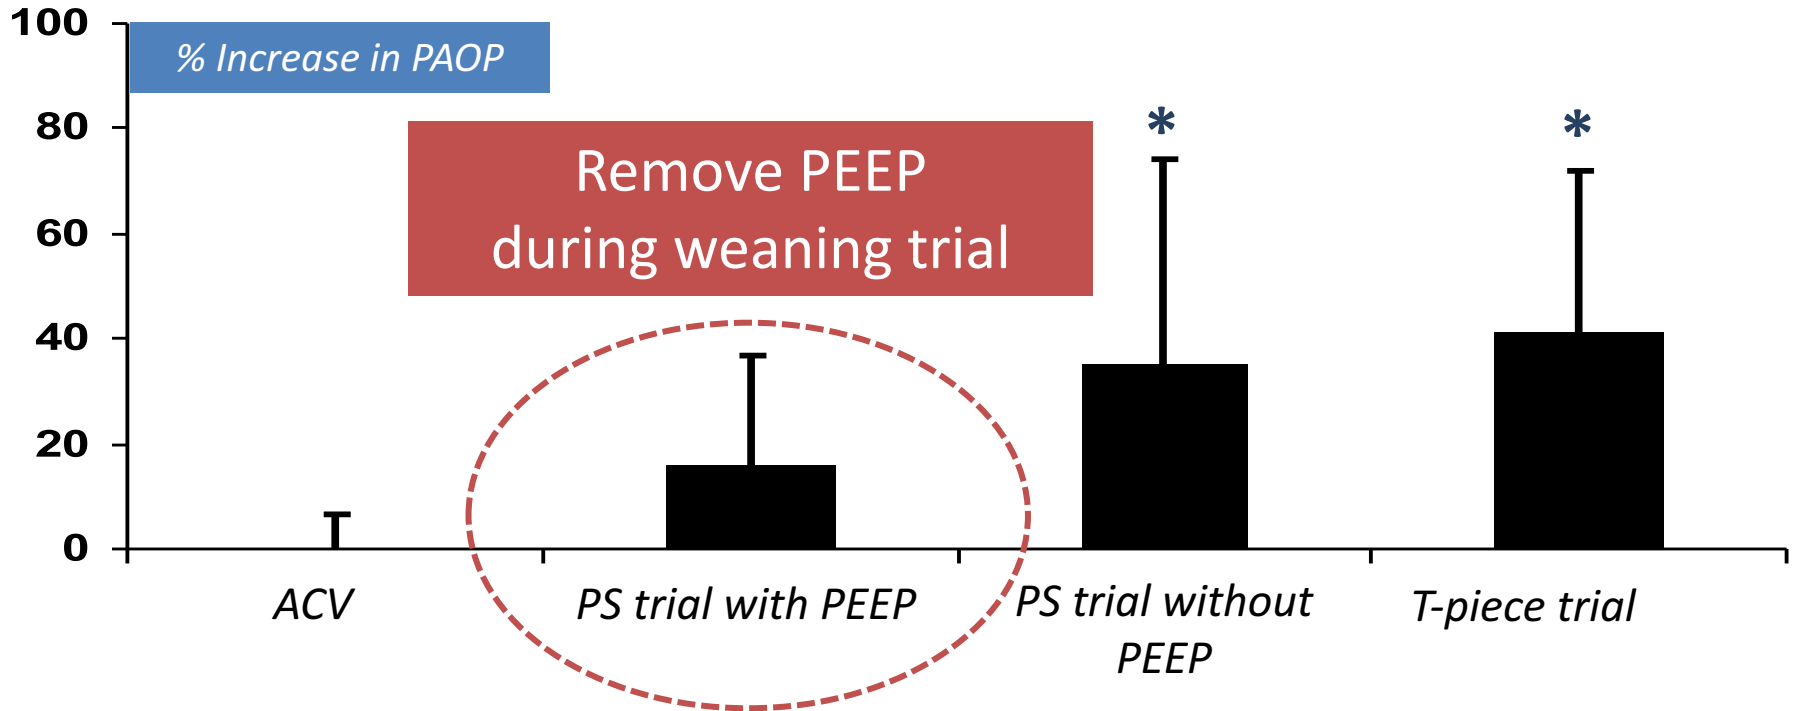 100
% Increase in PAOP
80
* *
Remove PEEP
during weaning trial
60
40
20
0
ACV
PS trial with PEEP
PS trial without
PEEP
T-piece trial